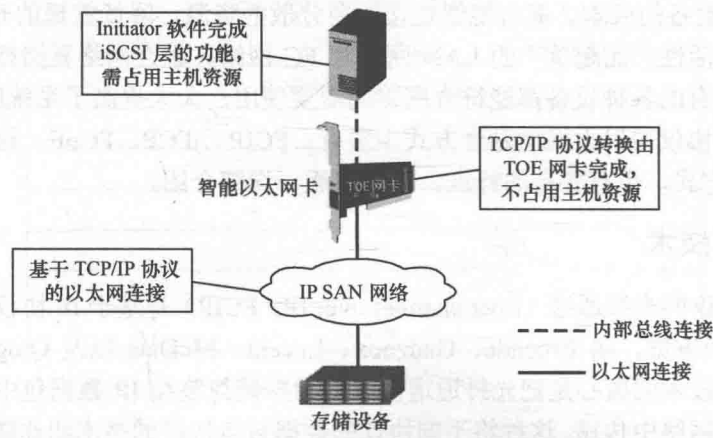 Initiator 软件完成
iSCSI 层的功能,
需占用主机资源
TCP/IP 协议转换由
TOE 网卡完成,
不占用主机资源
智能以太网卡
TOE网卡
基于 TCP/IP 协议
的以太网连接
IP SAN 网络
内部总线连接
以太网连接
存储设备